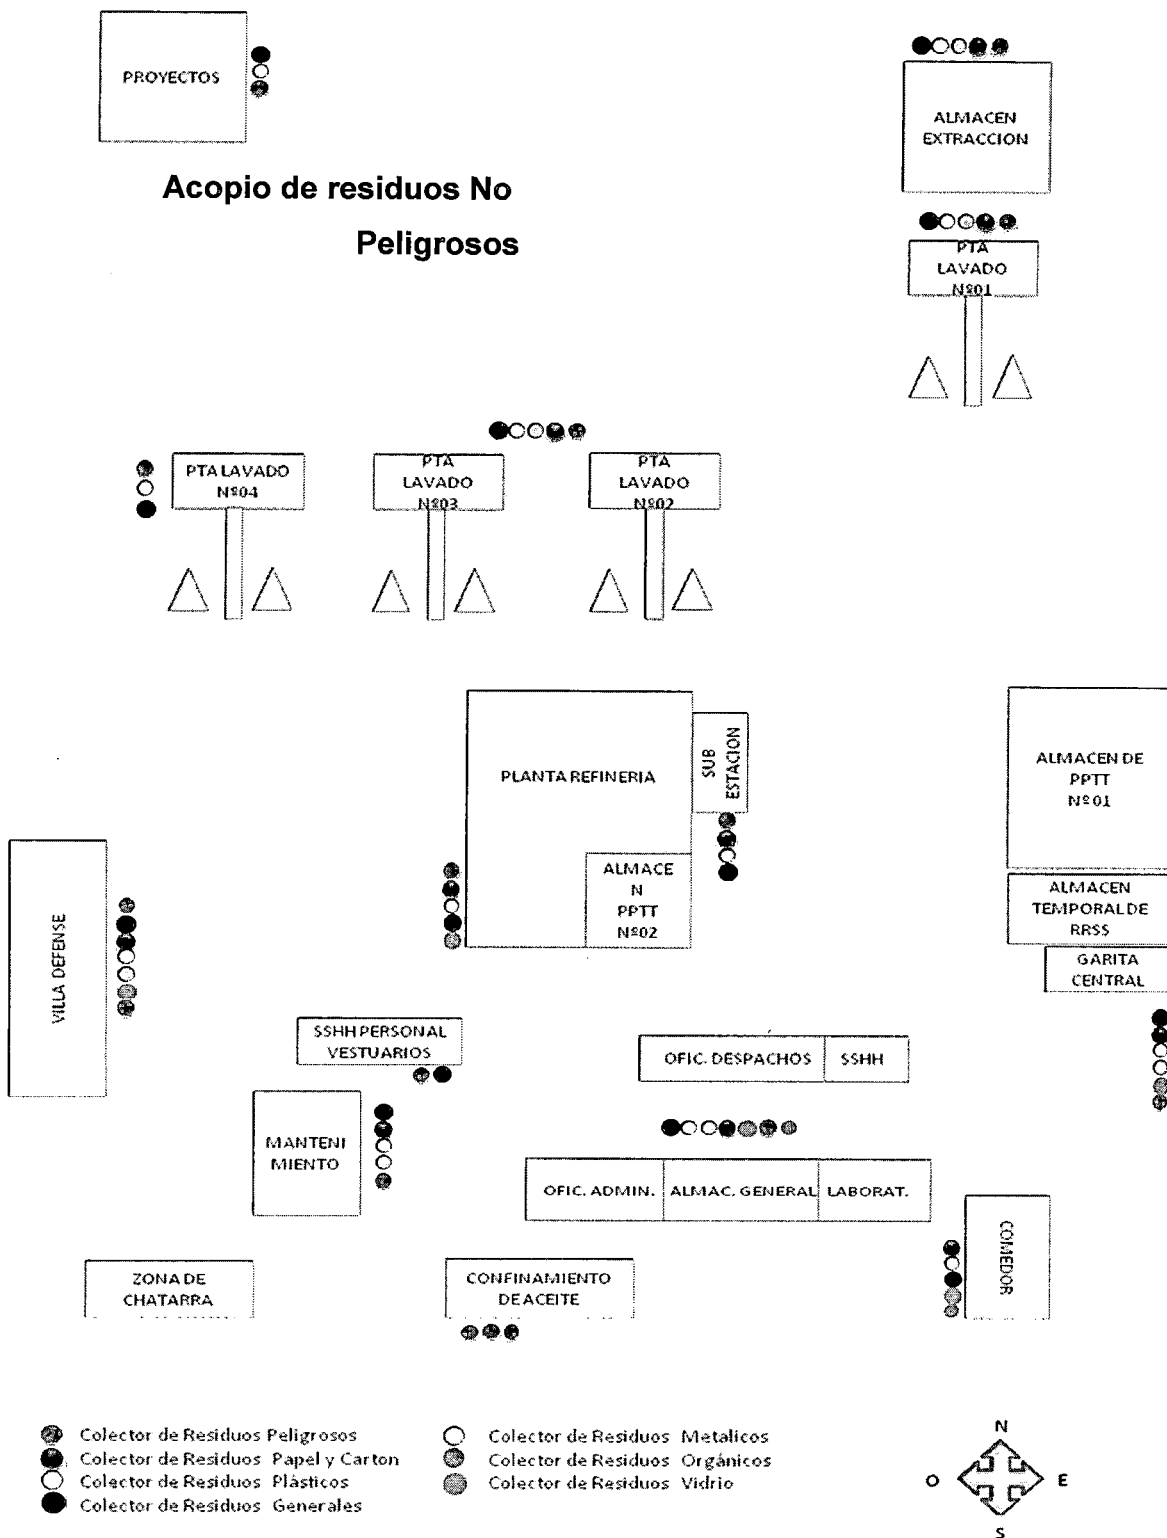 PROYECTOS
ALMACEN
EXTRACCION
Acopio de residuos No
Peligrosos
PTA
LAVADO
Nº01
PTA LAVADO
Nº04
PTA
LAVADO
Nº03
PTA
LAVADO
Nº02
PLANTA REFINERIA
SUB
ESTACION
ALMACEN DE
PPTT
Nº01
ALMACE
N
PPTT
Nº02
ALMACEN
TEMPORAL DE
RRSS
GARITA
CENTRAL
VILLA DEFENSE
SSHH PERSONAL
VESTUARIOS
OFIC. DESPACHOS
SSHH
MANTENI
MIENTO
OFIC. ADMIN.
ALMAC. GENERAL
LABORAT.
COMEDOR
ZONA DE
CHATARRA
CONFINAMIENTO
DE ACEITE
Colector de Residuos Peligrosos
Colector de Residuos Papel y Carton
Colector de Residuos Plásticos
Colector de Residuos Generales
Colector de Residuos Metalicos
Colector de Residuos Orgánicos
Colector de Residuos Vidrio
N
O
E
S